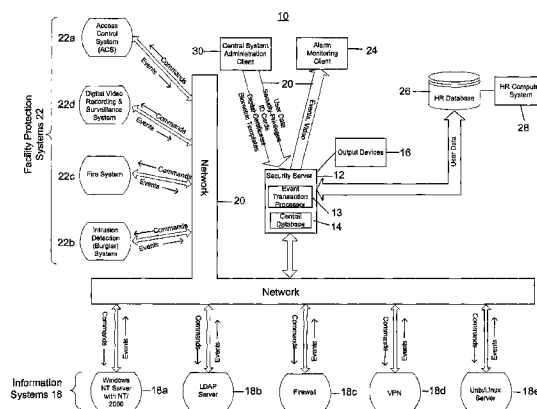 10
22a
Access
Control
System
(ACS)
Commands
Events
30
Central System
Administration
Client
Alarm
Monitoring
Client
24
20
User Data
Security Privileges
ID Cards
Digital Certificates
Biometric Templates
Events, Video
26
HR Database
HR Computer
System
28
User Data
22d
Digital Video
Recording &
Surveillance
System
Commands
Events
Facility Protection
Systems 22
Network
20
Output Devices
16
Security Server
12
Event
Transaction
Processor
13
Central
Database
14
22c
Fire System
Commands
Events
22b
Intrusion
Detection
(Burglar)
System
Commands
Events
Network
Commands
Events
Commands
Events
Commands
Events
Commands
Events
Commands
Events
Information Systems 18
Windows
NT Server
with NT/
2000
18a
LDAP
Server
18b
Firewall
18c
VPN
18d
Unix/Linux
Server
18e